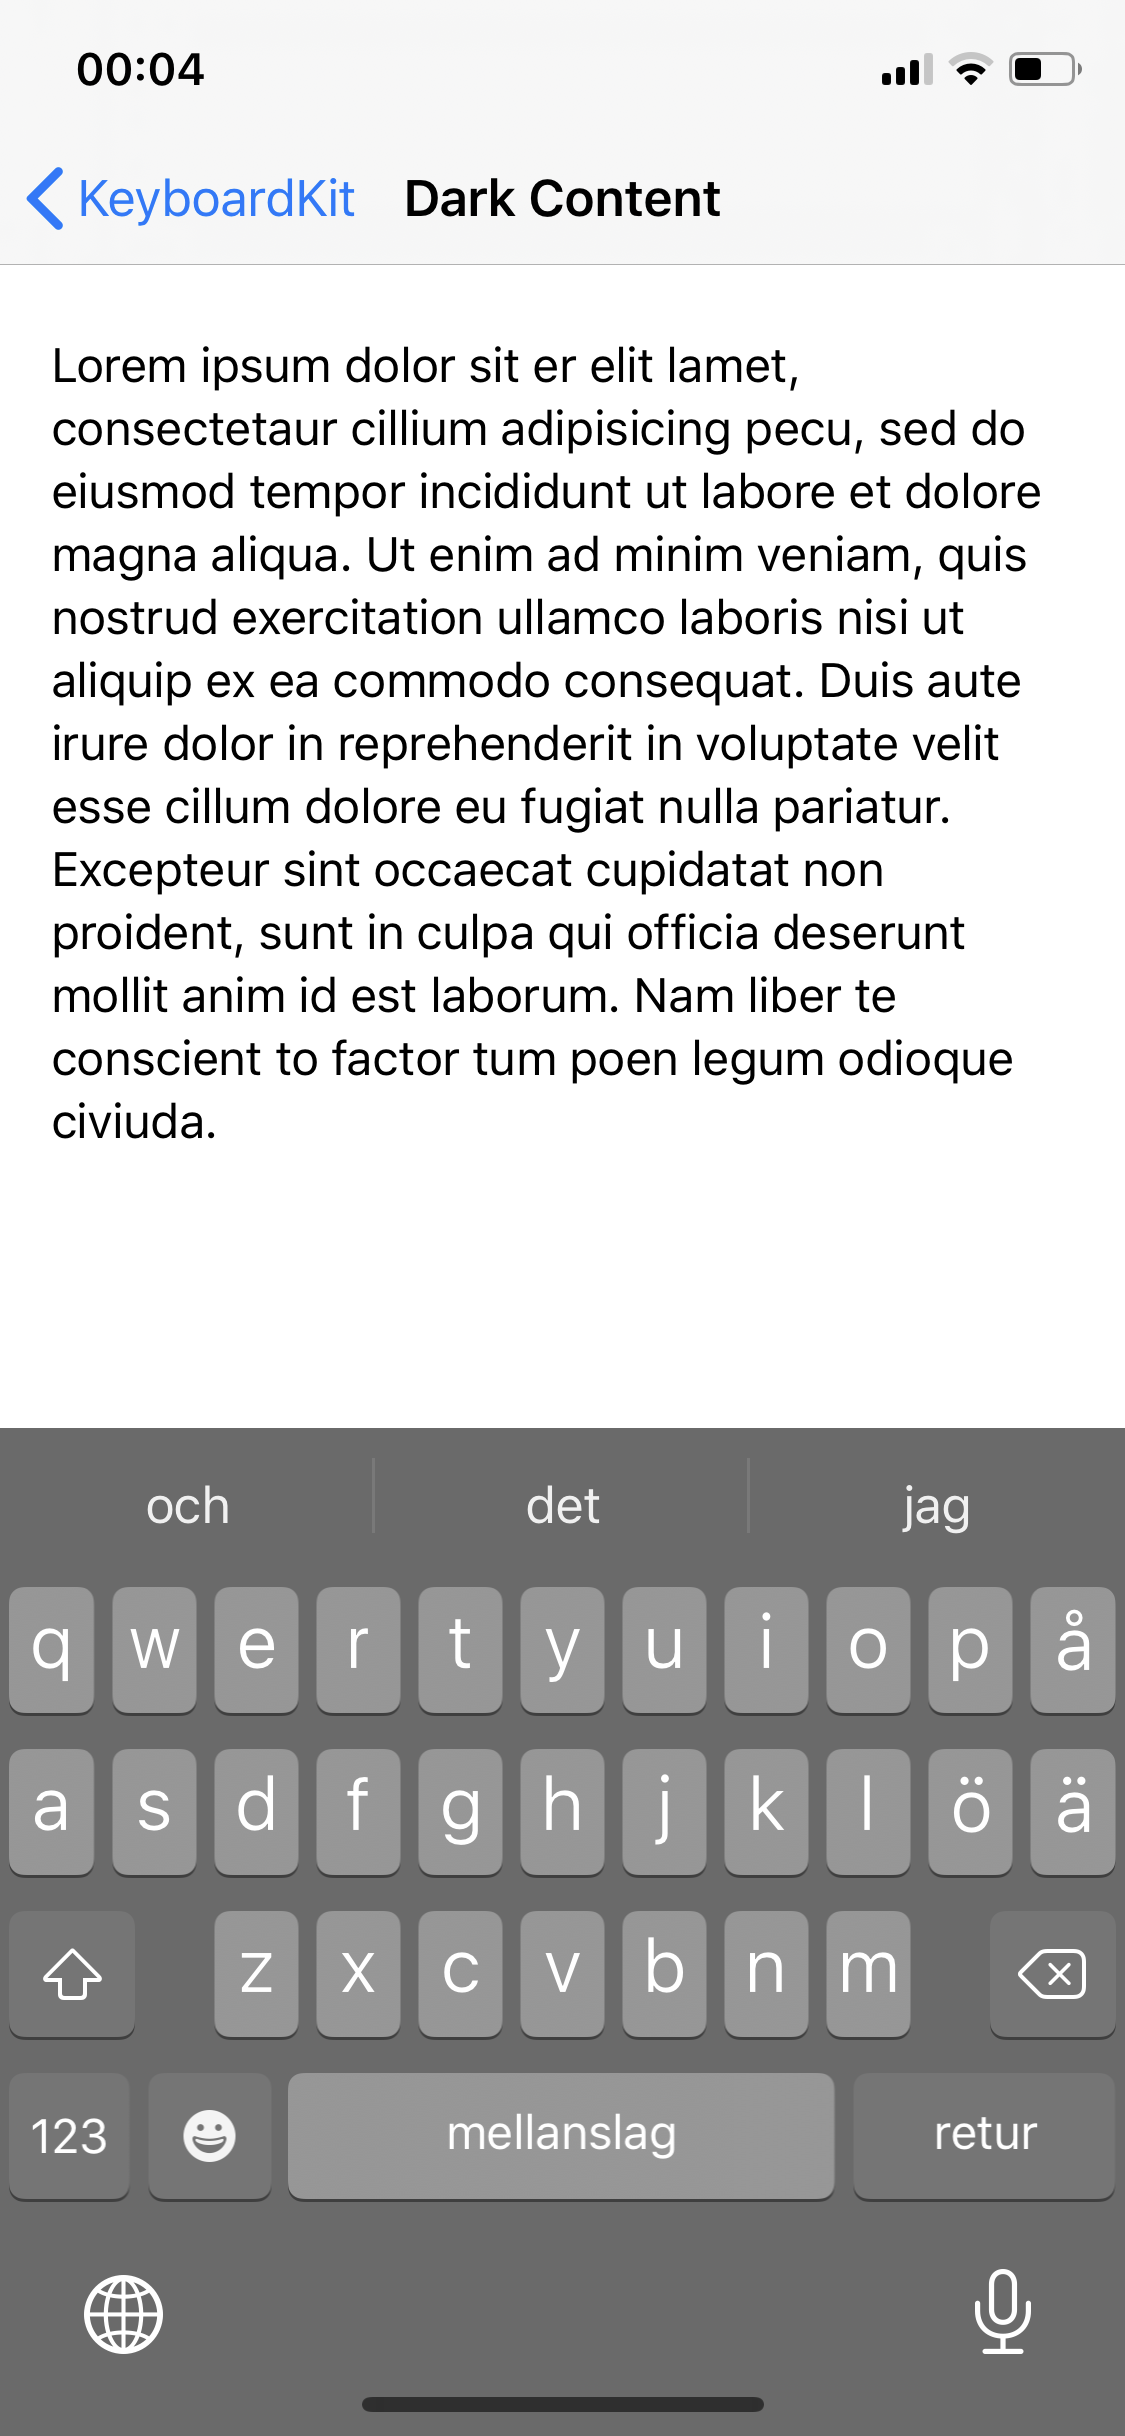 00:04
KeyboardKit Dark Content
Lorem ipsum dolor sit er elit lamet,
consectetaur cillium adipisicing pecu, sed do
eiusmod tempor incididunt ut labore et dolore
magna aliqua. Ut enim ad minim veniam, quis
nostrud exercitation ullamco laboris nisi ut
aliquip ex ea commodo consequat. Duis aute
irure dolor in reprehenderit in voluptate velit
esse cillum dolore eu fugiat nulla pariatur.
Excepteur sint occaecat cupidatat non
proident, sunt in culpa qui officia deserunt
mollit anim id est laborum. Nam liber te
conscient to factor tum poen legum odioque
civiuda.
och det jag
q w e r t y u i o p å
a s d f g h j k l ö ä
z x c v b n m
123 mellanslag retur